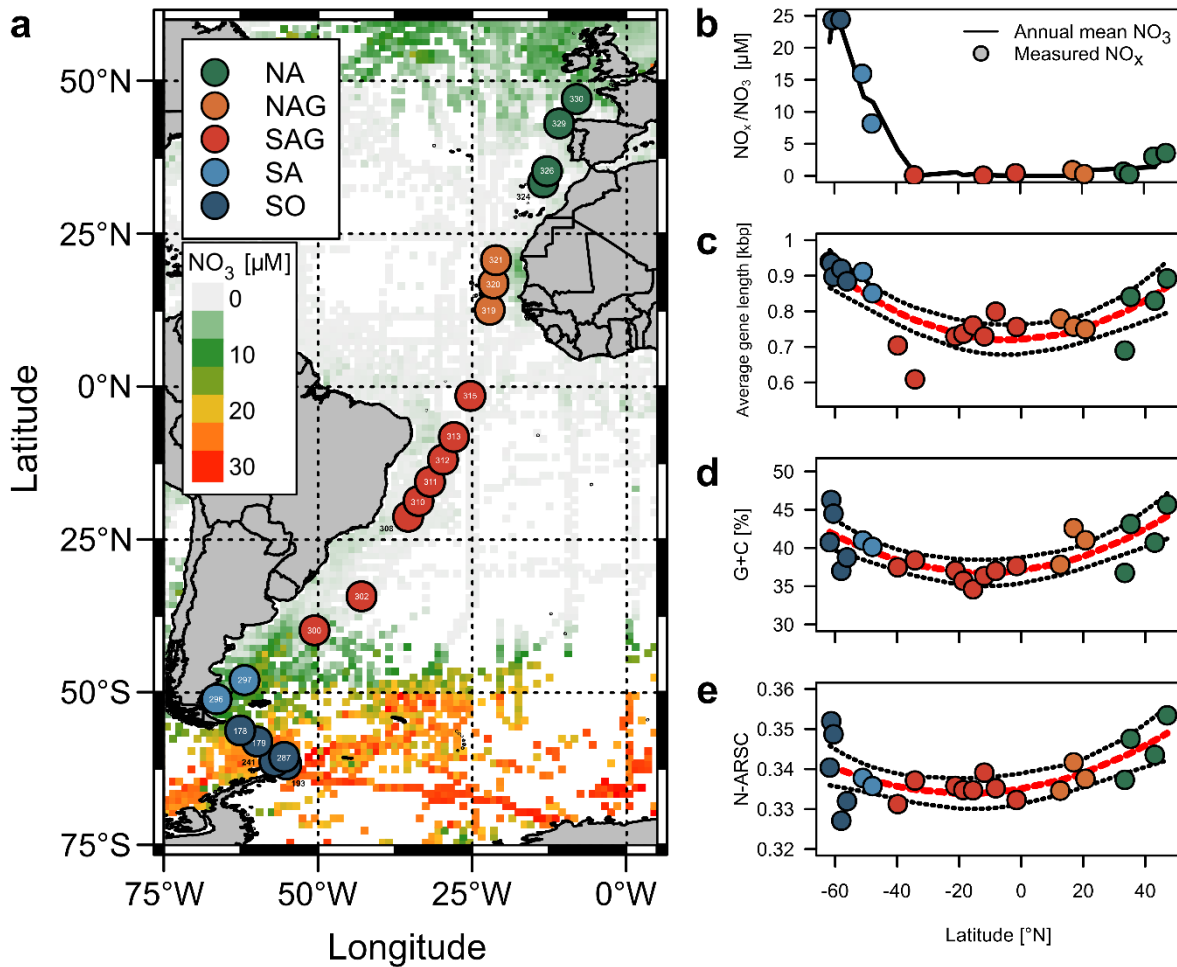 a
NA
NAG
SAG
SA
SO
NO3 [µM]
0
10
20
30
50°N
25°N
0°N
25°S
50°S
75°S
75°W
50°W
25°W
0°W
Latitude
Longitude
330
329
326
324
321
320
319
315
313
312
311
310
308
302
300
297
296
178
179
241
287
193
b
NOx/NO3 [µM]
25
20
15
10
5
0
Annual mean NO3
Measured NOx
c
Average gene length [kbp]
1
0.9
0.8
0.7
0.6
d
G+C [%]
50
45
40
35
30
e
N-ARSC
0.36
0.35
0.34
0.33
0.32
-60
-40
-20
0
20
40
Latitude [°N]